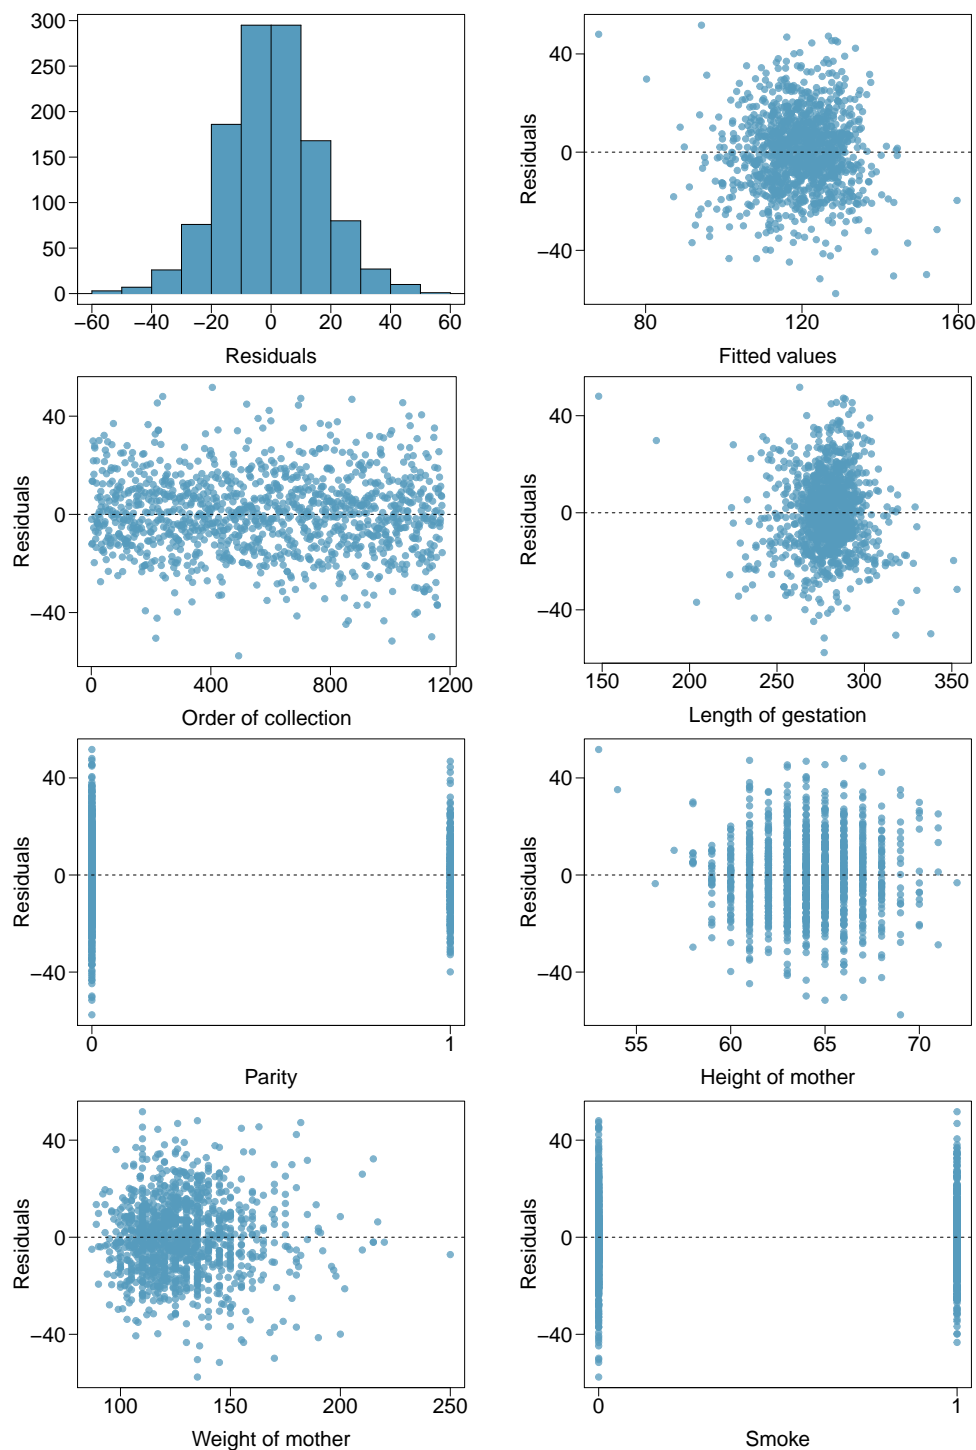 300
250
200
150
100
50
0
−60 −40 −20 0 20 40 60
Residuals
Residuals
40
0
−40
80 120 160
Fitted values
Residuals
40
0
−40
0 400 800 1200
Order of collection
Residuals
40
0
−40
150 200 250 300 350
Length of gestation
Residuals
40
0
−40
0 1
Parity
Residuals
40
0
−40
55 60 65 70
Height of mother
Residuals
40
0
−40
100 150 200 250
Weight of mother
Residuals
40
0
−40
0 1
Smoke